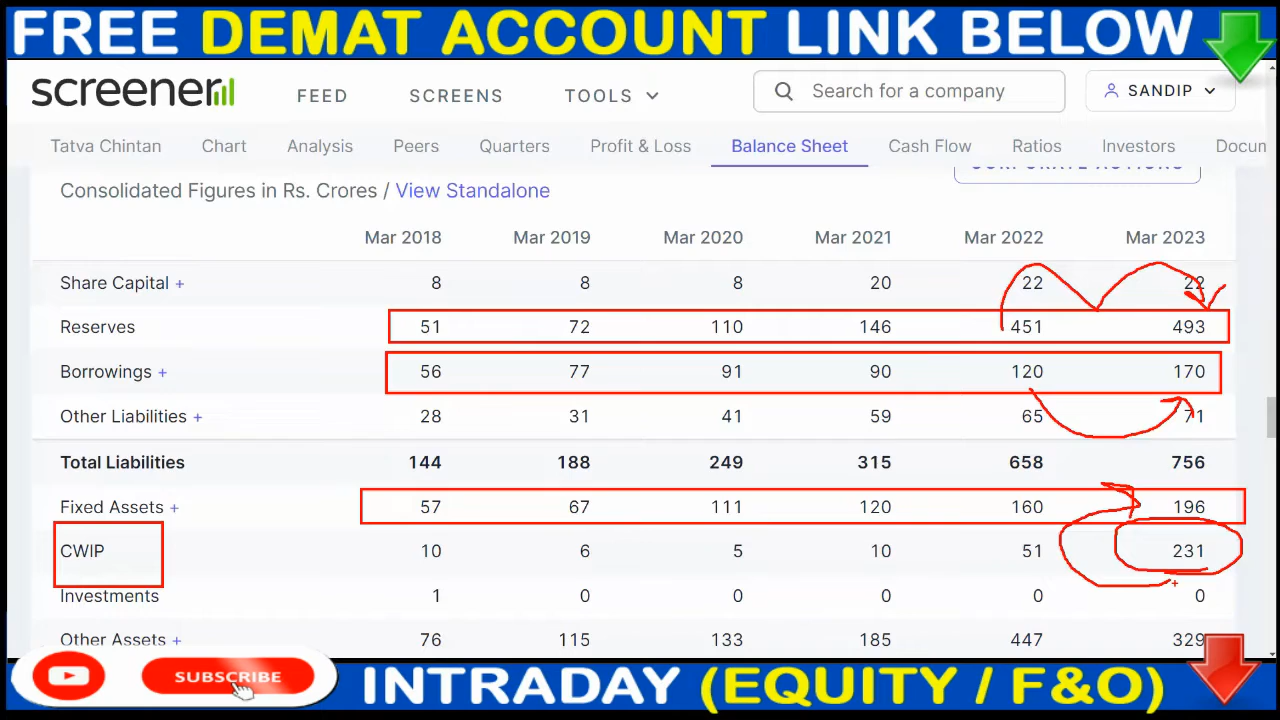 FREE DEMAT ACCOUNT LINK BELOW
screener
FEED SCREENS TOOLS
Search for a company
SANDIP
Tatva Chintan Chart Analysis Peers Quarters Profit & Loss Balance Sheet Cash Flow Ratios Investors Docum
CORPORATE ACTIONS
Consolidated Figures in Rs. Crores / View Standalone
Mar 2018 Mar 2019 Mar 2020 Mar 2021 Mar 2022 Mar 2023
Share Capital + 8 8 8 20 22 22
Reserves 51 72 110 146 451 493
Borrowings + 56 77 91 90 120 170
Other Liabilities + 28 31 41 59 65 71
Total Liabilities 144 188 249 315 658 756
Fixed Assets + 57 67 111 120 160 196
CWIP 10 6 5 10 51 231
Investments 1 0 0 0 0 0
Other Assets + 76 115 133 185 447 329
SUBSCRIBE
INTRADAY (EQUITY / F&O)